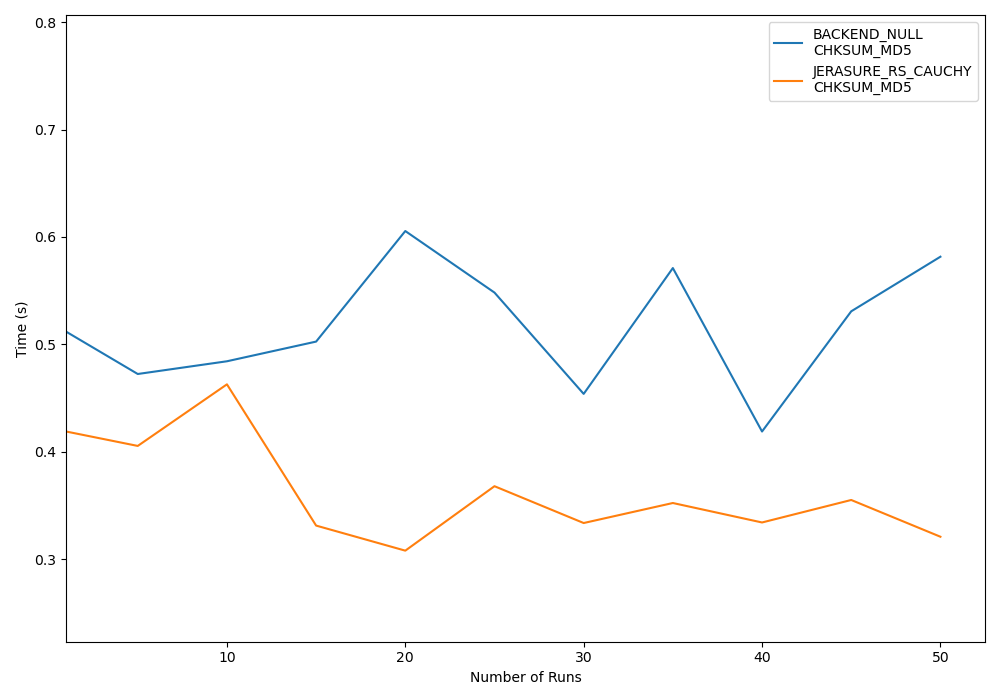 0.8
0.7
0.6
0.5
0.4
0.3
Time (s)
10 20 30 40 50
Number of Runs
BACKEND_NULL
CHKSUM_MD5
JERASURE_RS_CAUCHY
CHKSUM_MD5